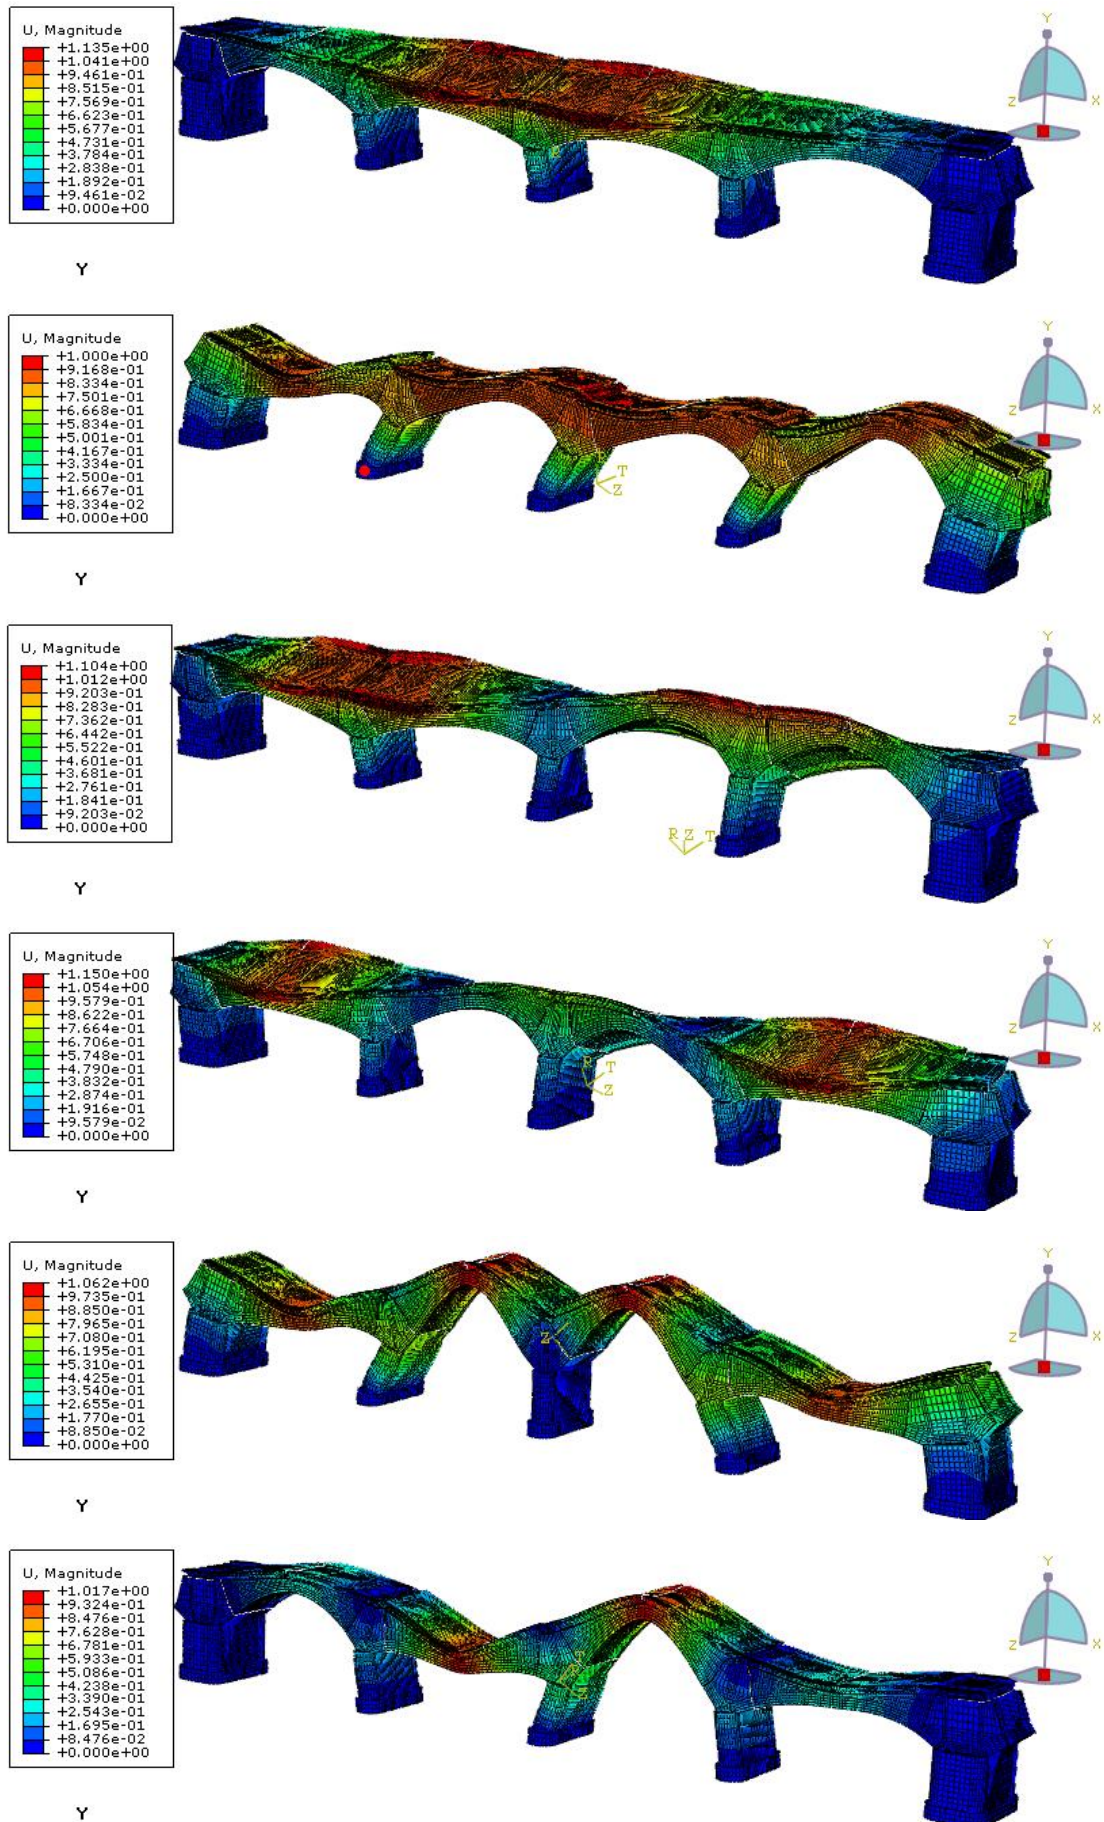 U, Magnitude
+1.135e+00
+1.041e+00
+9.461e-01
+8.515e-01
+7.569e-01
+6.623e-01
+5.677e-01
+4.731e-01
+3.784e-01
+2.838e-01
+1.892e-01
+9.461e-02
+0.000e+00
Y
Z
X
Y
U, Magnitude
+1.000e+00
+9.168e-01
+8.334e-01
+7.501e-01
+6.668e-01
+5.834e-01
+5.001e-01
+4.167e-01
+3.334e-01
+2.500e-01
+1.667e-01
+8.334e-02
+0.000e+00
Y
Z
X
T
Z
Y
U, Magnitude
+1.104e+00
+1.012e+00
+9.203e-01
+8.283e-01
+7.362e-01
+6.442e-01
+5.522e-01
+4.601e-01
+3.681e-01
+2.761e-01
+1.841e-01
+9.203e-02
+0.000e+00
Y
Z
X
R Z T
Y
U, Magnitude
+1.150e+00
+1.054e+00
+9.579e-01
+8.622e-01
+7.664e-01
+6.706e-01
+5.748e-01
+4.790e-01
+3.832e-01
+2.874e-01
+1.916e-01
+9.579e-02
+0.000e+00
Y
Z
X
R
T
Z
Y
U, Magnitude
+1.062e+00
+9.735e-01
+8.850e-01
+7.965e-01
+7.080e-01
+6.195e-01
+5.310e-01
+4.425e-01
+3.540e-01
+2.655e-01
+1.770e-01
+8.850e-02
+0.000e+00
Y
Z
X
Z
Y
U, Magnitude
+1.017e+00
+9.324e-01
+8.476e-01
+7.628e-01
+6.781e-01
+5.933e-01
+5.086e-01
+4.238e-01
+3.390e-01
+2.543e-01
+1.695e-01
+8.476e-02
+0.000e+00
Y
Z
X
Y